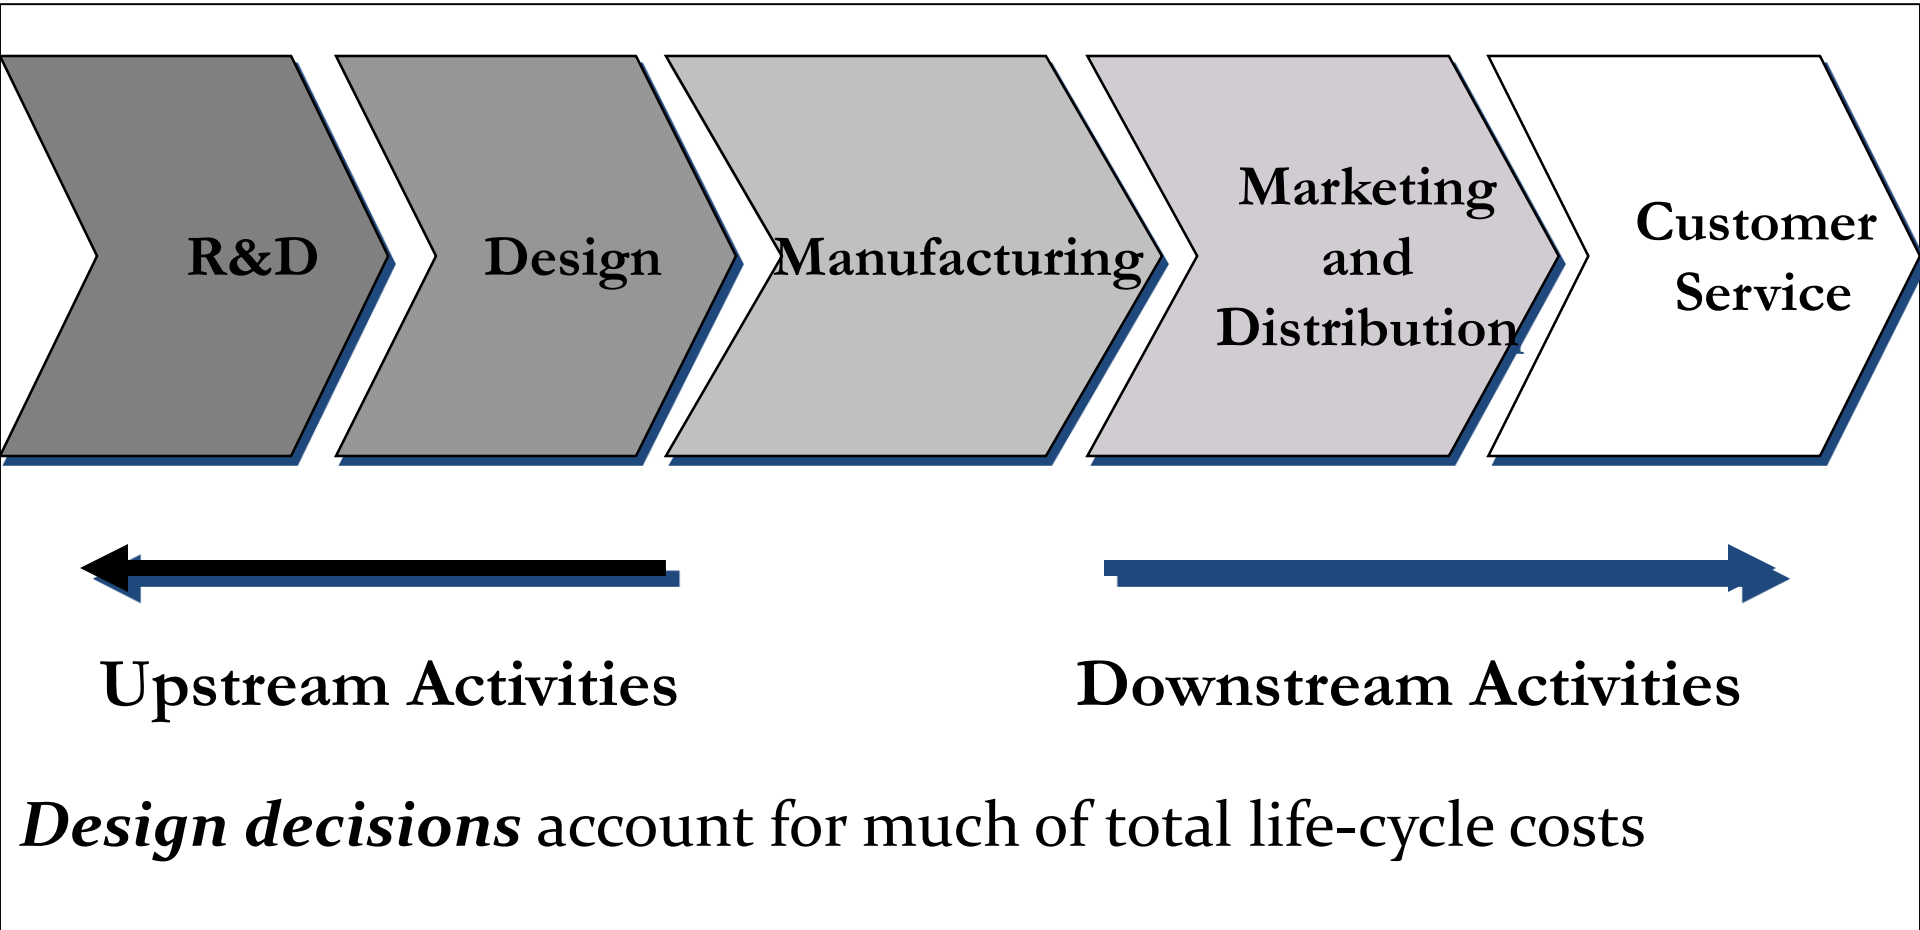 R&D
Design
Manufacturing
Marketing
and
Distribution
Customer
Service
Upstream Activities
Downstream Activities
Design decisions account for much of total life-cycle costs